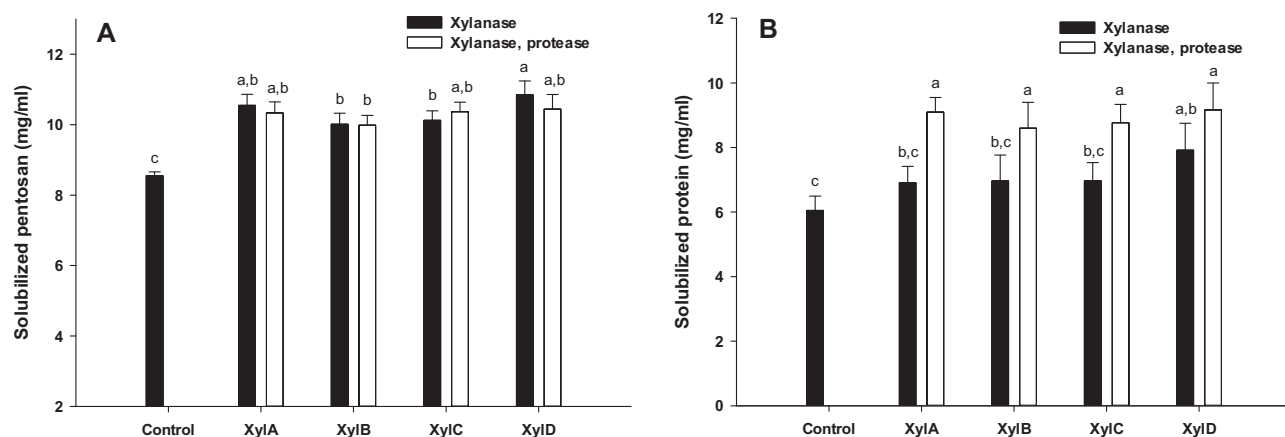 A
Xylanase
Xylanase, protease
Solubilized pentosan (mg/ml)
12
10
8
6
4
2
c
a,b
a,b
b
b
b
a,b
a
a,b
Control
XylA
XylB
XylC
XylD
B
Xylanase
Xylanase, protease
Solubilized protein (mg/ml)
12
10
8
6
4
2
0
c
b,c
a
b,c
a
b,c
a
a,b
a
Control
XylA
XylB
XylC
XylD